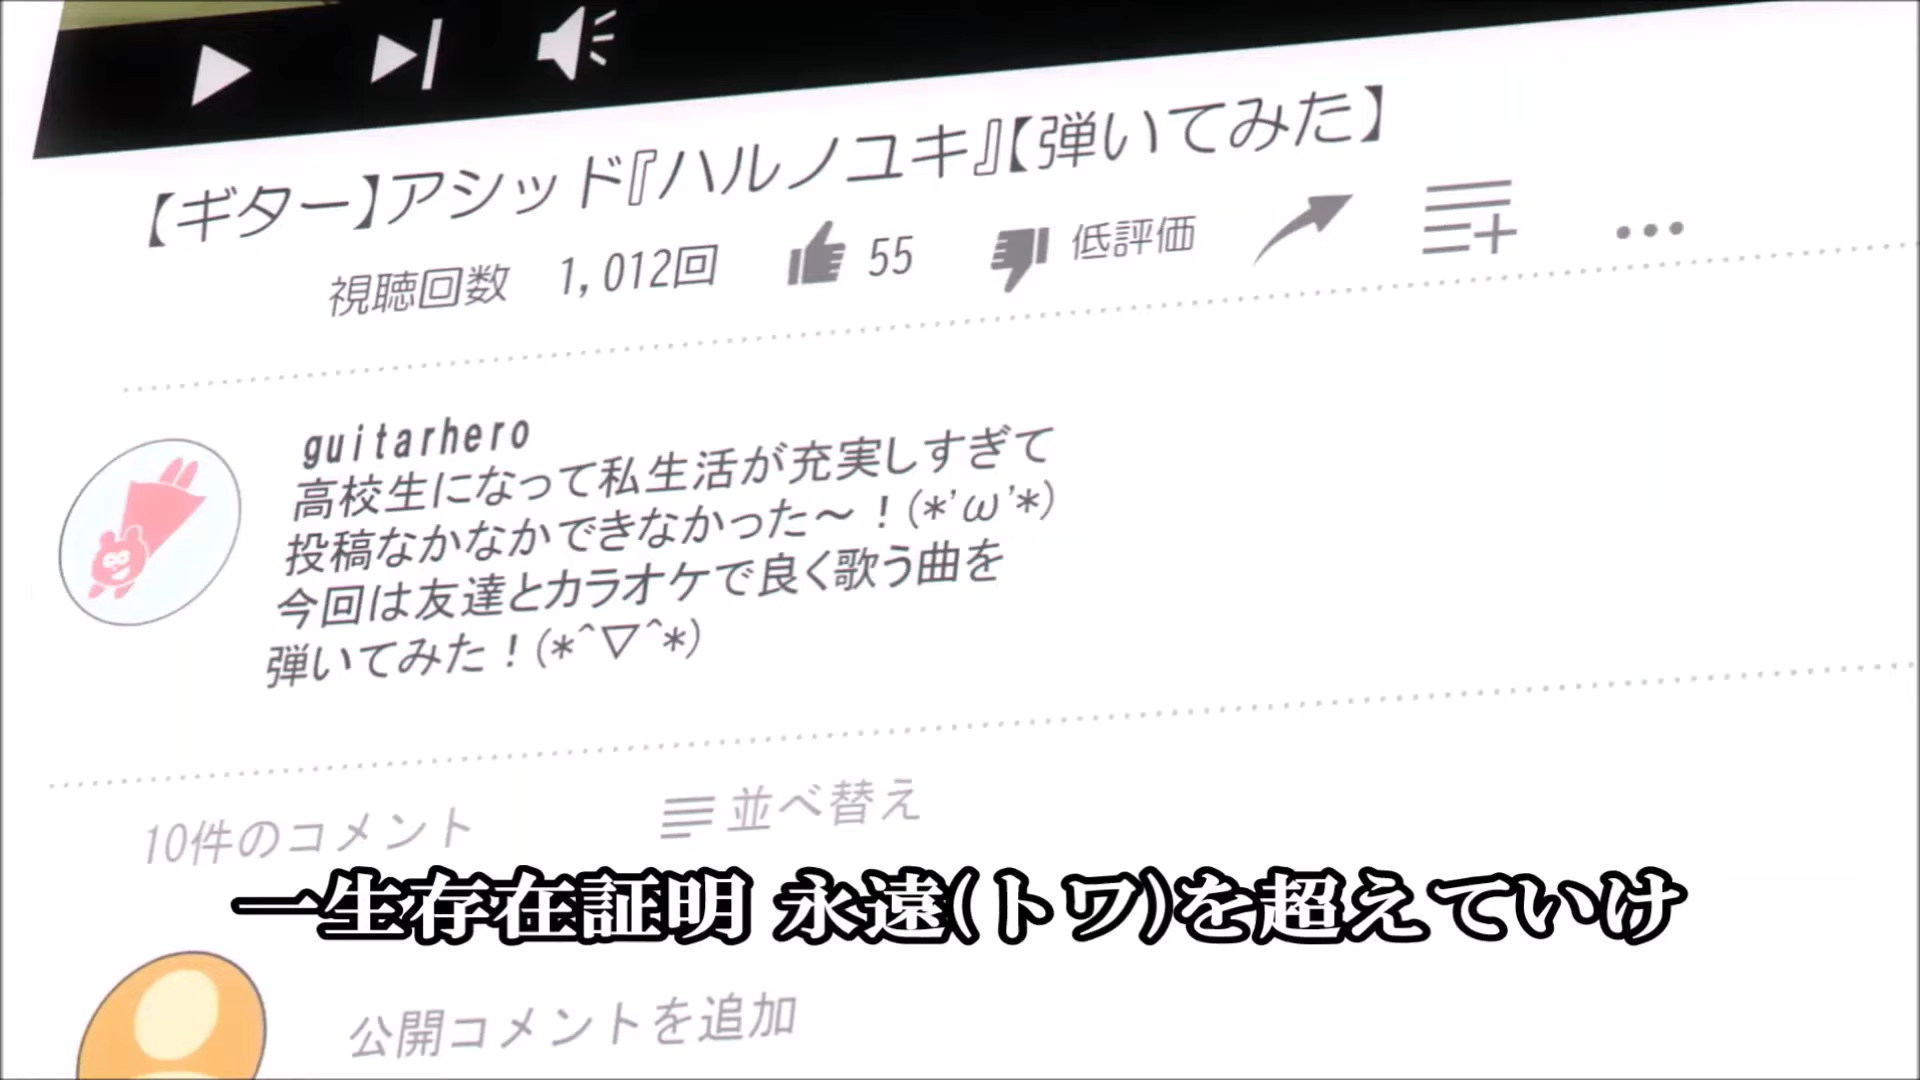 【ギター】アシッド『ハルノユキ』【弾いてみた】
視聴回数 1,012回 55 低評価
guitarhero
高校生になって私生活が充実しすぎて
投稿なかなかできなかった～！(*'ω'*)
今回は友達とカラオケで良く歌う曲を
弾いてみた！(*^▽^*)
10件のコメント 並べ替え
一生存在証明 永遠(トワ)を超えていけ
公開コメントを追加